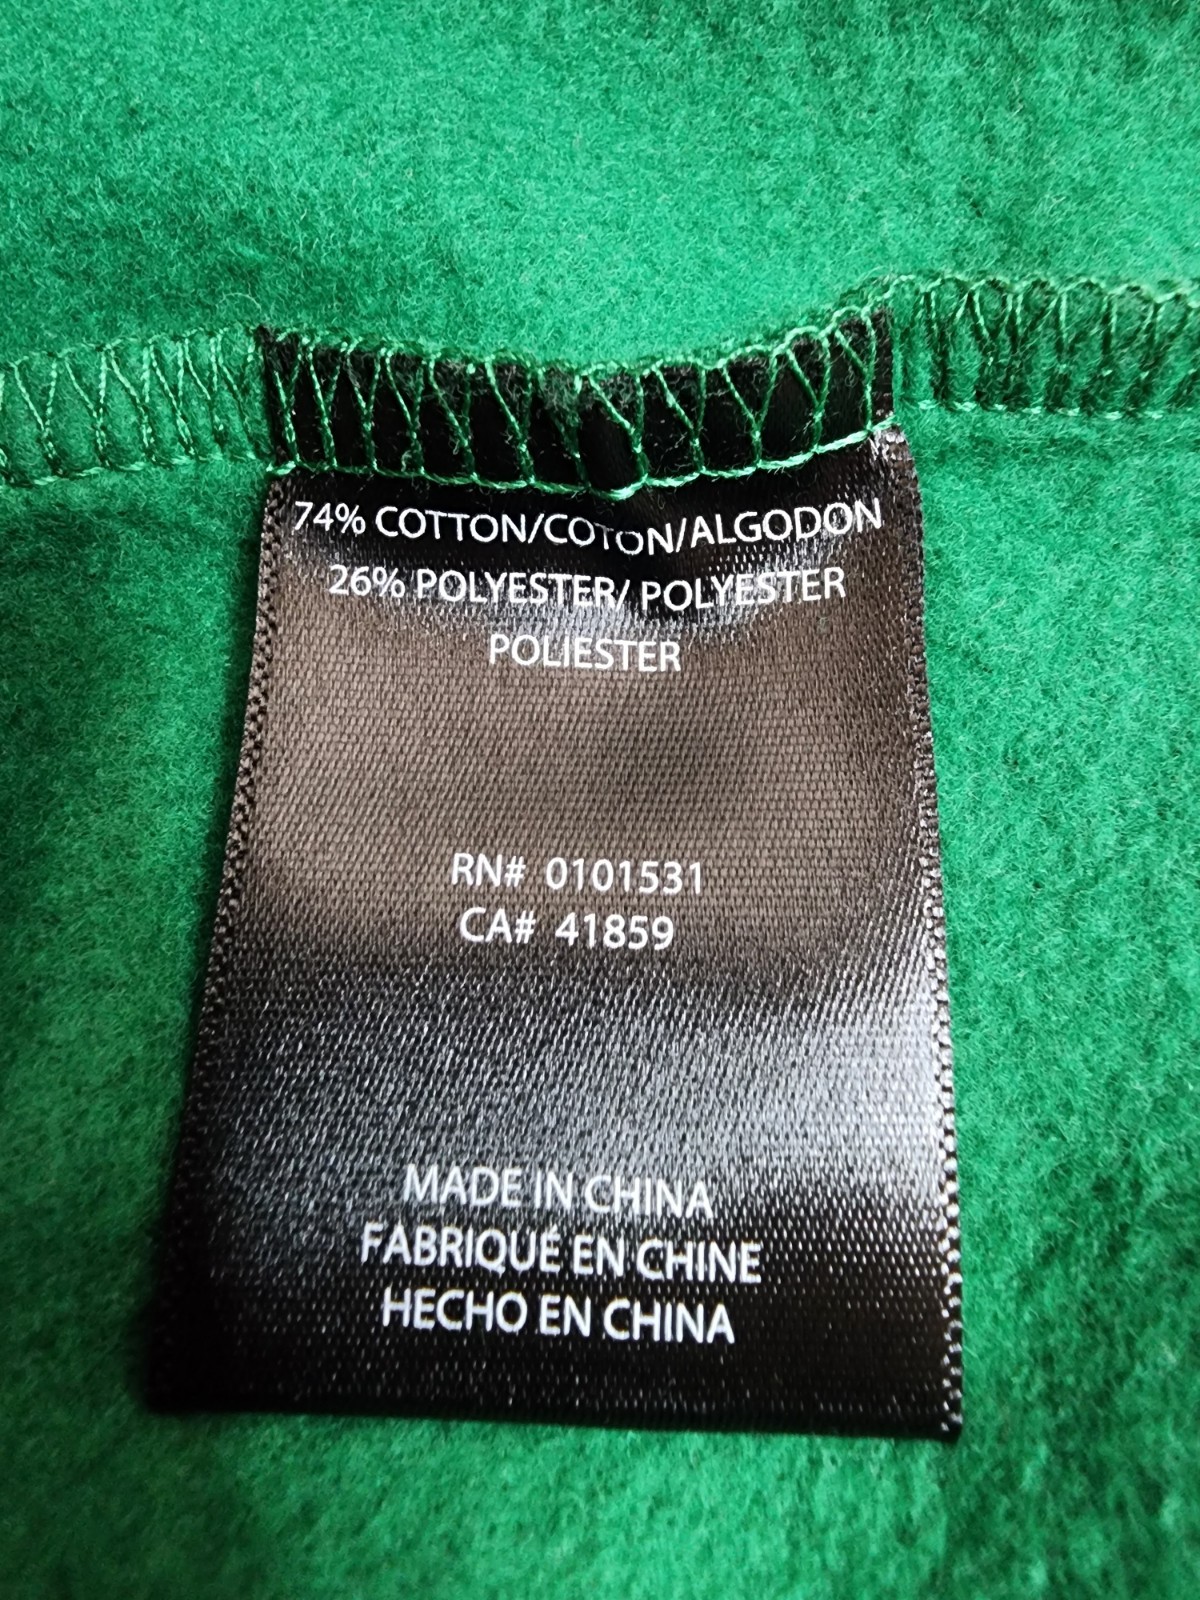 74% COTTON/COTON/ALGODON
26% POLYESTER/ POLYESTER
POLIESTER
RN# 0101531
CA# 41859
MADE IN CHINA
FABRIQUÉ EN CHINE
HECHO EN CHINA